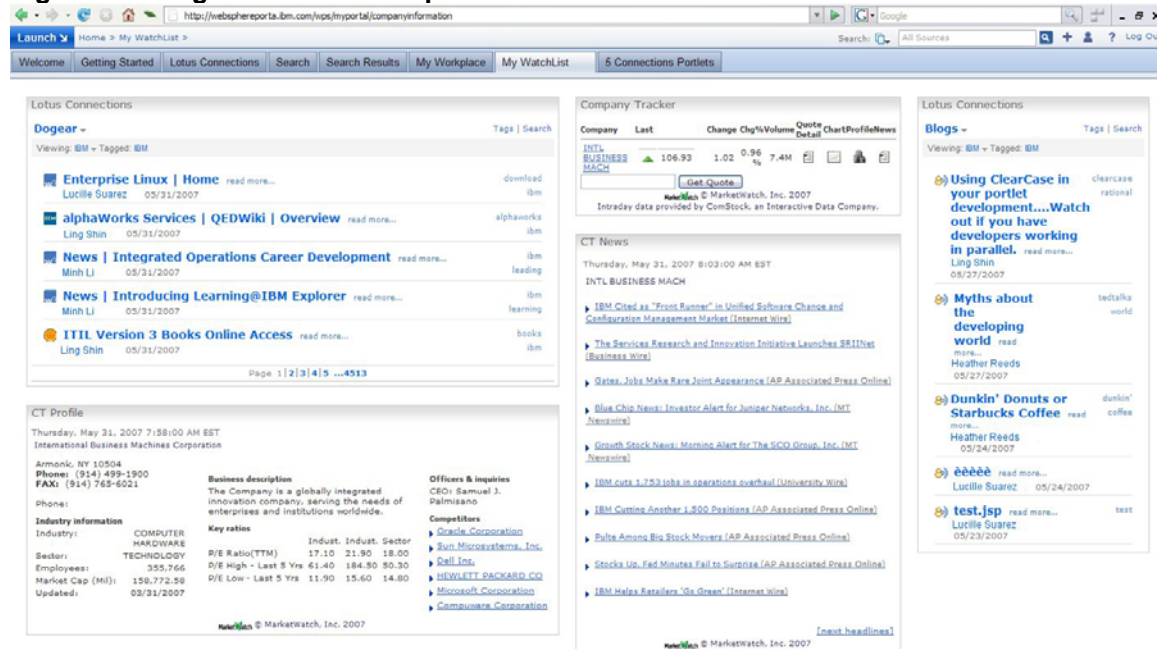 http://websphereporta.ibm.com/wps/myportal/companyinformation
Google
Launch Home > My WatchList > Search: All Sources ? Log Ou
Welcome Getting Started Lotus Connections Search Search Results My Workplace My WatchList 5 Connections Portlets
Lotus Connections
Dogear Tags | Search
Viewing: IBM Tagged: IBM
Enterprise Linux | Home read more... download
Lucille Suarez 05/31/2007 ibm
alphaWorks Services | QEDWiki | Overview read more... alphaworks
Ling Shin 05/31/2007 ibm
News | Integrated Operations Career Development read more... ibm
Minh Li 05/31/2007 leading
News | Introducing Learning@IBM Explorer read more... ibm
Minh Li 05/31/2007 learning
ITIL Version 3 Books Online Access read more... books
Ling Shin 05/31/2007 ibm
Page 1|2|3|4|5 ...4513
CT Profile
Thursday, May 31, 2007 7:58:00 AM EST
International Business Machines Corporation
Armonk, NY 10504
Phone: (914) 499-1900
FAX: (914) 765-6021
Phone:
Industry information
Industry: COMPUTER HARDWARE
Sector: TECHNOLOGY
Employees: 355,766
Market Cap (Mil): 158,772.58
Updated: 03/31/2007
Business description
The Company is a globally integrated
innovation company, serving the needs of
enterprises and institutions worldwide.
Key ratios
Indust. Indust. Sector
P/E Ratio(TTM) 17.10 21.90 18.00
P/E High - Last 5 Yrs 61.40 184.50 50.30
P/E Low - Last 5 Yrs 11.90 15.60 14.80
Officers & inquiries
CEO: Samuel J.
Palmisano
Competitors
Oracle Corporation
Sun Microsystems, Inc.
Dell Inc.
HEWLETT PACKARD CO
Microsoft Corporation
Compuware Corporation
MarketWatch © MarketWatch, Inc. 2007
Company Tracker
Company Last Change Chg% Volume Quote Detail Chart Profile News
INTL BUSINESS MACH 106.93 1.02 0.96 % 7.4M
Get Quote
MarketWatch © MarketWatch, Inc. 2007
Intraday data provided by ComStock, an Interactive Data Company.
CT News
Thursday, May 31, 2007 8:03:00 AM EST
INTL BUSINESS MACH
IBM Cited as "Front Runner" in Unified Software Change and
Configuration Management Market [Internet Wire]
The Services Research and Innovation Initiative Launches SRIINet
[Business Wire]
Gates, Jobs Make Rare Joint Appearance [AP Associated Press Online]
Blue Chip News: Investor Alert for Juniper Networks, Inc. [MT
Newswire]
Growth Stock News: Morning Alert for The SCO Group, Inc. [MT
Newswire]
IBM cuts 1,753 jobs in operations overhaul [University Wire]
IBM Cutting Another 1,500 Positions [AP Associated Press Online]
Pulte Among Big Stock Movers [AP Associated Press Online]
Stocks Up, Fed Minutes Fail to Surprise [AP Associated Press Online]
IBM Helps Retailers 'Go Green' [Internet Wire]
[next headlines]
MarketWatch © MarketWatch, Inc. 2007
Lotus Connections
Blogs Tags | Search
Viewing: IBM Tagged: IBM
Using ClearCase in clearcase
your portlet rational
development....Watch
out if you have
developers working
in parallel. read more...
Ling Shin
05/27/2007
Myths about tedtalks
the world
developing
world read
more...
Heather Reeds
05/27/2007
Dunkin' Donuts or dunkin'
Starbucks Coffee read coffee
more...
Heather Reeds
05/24/2007
èèèèè read more...
Lucille Suarez 05/24/2007
test.jsp read more... test
Lucille Suarez
05/23/2007